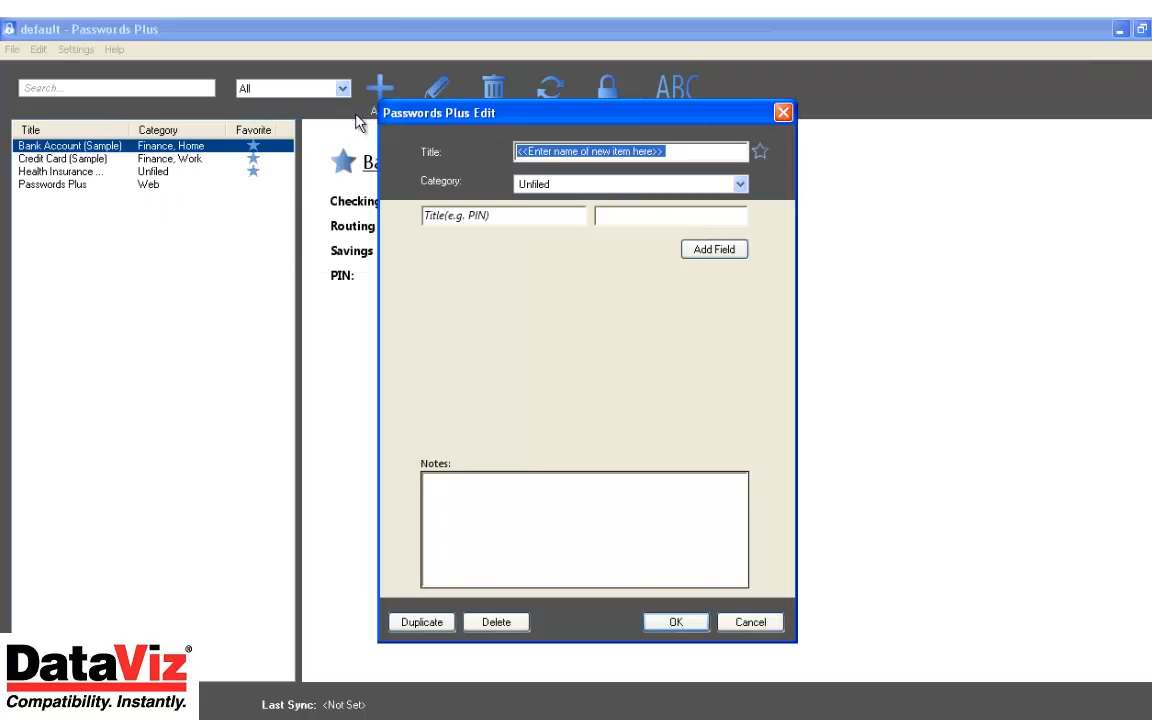 default - Passwords Plus
File Edit Settings Help
Search...
All
ABC
A
Title Category Favorite
Bank Account (Sample) Finance, Home
Credit Card (Sample) Finance, Work
Health Insurance ... Unfiled
Passwords Plus Web
Ba
Checking
Routing
Savings
PIN:
Passwords Plus Edit
Title: <<Enter name of new item here>>
Category: Unfiled
Title(e.g. PIN)
Add Field
Notes:
Duplicate Delete OK Cancel
DataViz®
Compatibility. Instantly.
Last Sync: <Not Set>